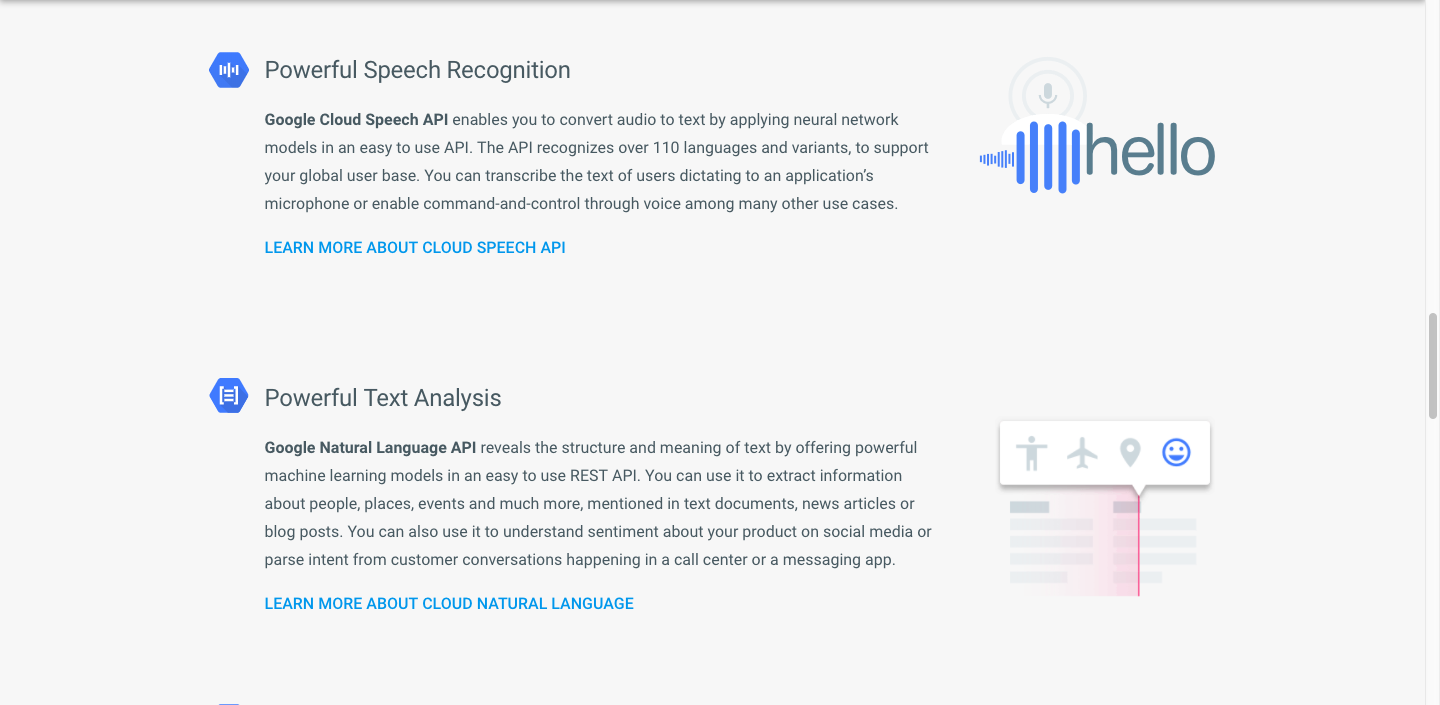 Powerful Speech Recognition
Google Cloud Speech API enables you to convert audio to text by applying neural network
models in an easy to use API. The API recognizes over 110 languages and variants, to support
your global user base. You can transcribe the text of users dictating to an application’s
microphone or enable command-and-control through voice among many other use cases.
LEARN MORE ABOUT CLOUD SPEECH API
hello
Powerful Text Analysis
Google Natural Language API reveals the structure and meaning of text by offering powerful
machine learning models in an easy to use REST API. You can use it to extract information
about people, places, events and much more, mentioned in text documents, news articles or
blog posts. You can also use it to understand sentiment about your product on social media or
parse intent from customer conversations happening in a call center or a messaging app.
LEARN MORE ABOUT CLOUD NATURAL LANGUAGE